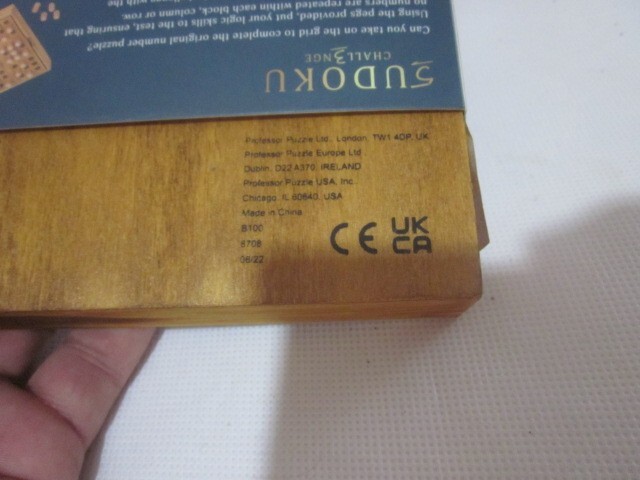 SUDOKU
CHALL3NGE
Can you take on the grid to complete the original number puzzle?
Using the pegs provided, put your logic skills to the test, ensuring that
no numbers are repeated within each block, column or row.
with the
Professor Puzzle Ltd., London, TW1 4DP, UK
Professor Puzzle Europe Ltd
Dublin, D22 A370, IRELAND
Professor Puzzle USA, Inc.
Chicago, IL 60640, USA
Made in China
B100
6708
06/22
CE
UK
CA